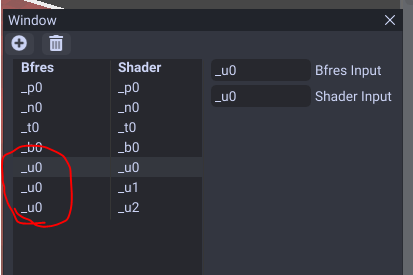 Window
Bfres Shader
_p0 _p0
_n0 _n0
_t0 _t0
_b0 _b0
_u0 _u0
_u0 _u1
_u0 _u2
_u0 Bfres Input
_u0 Shader Input